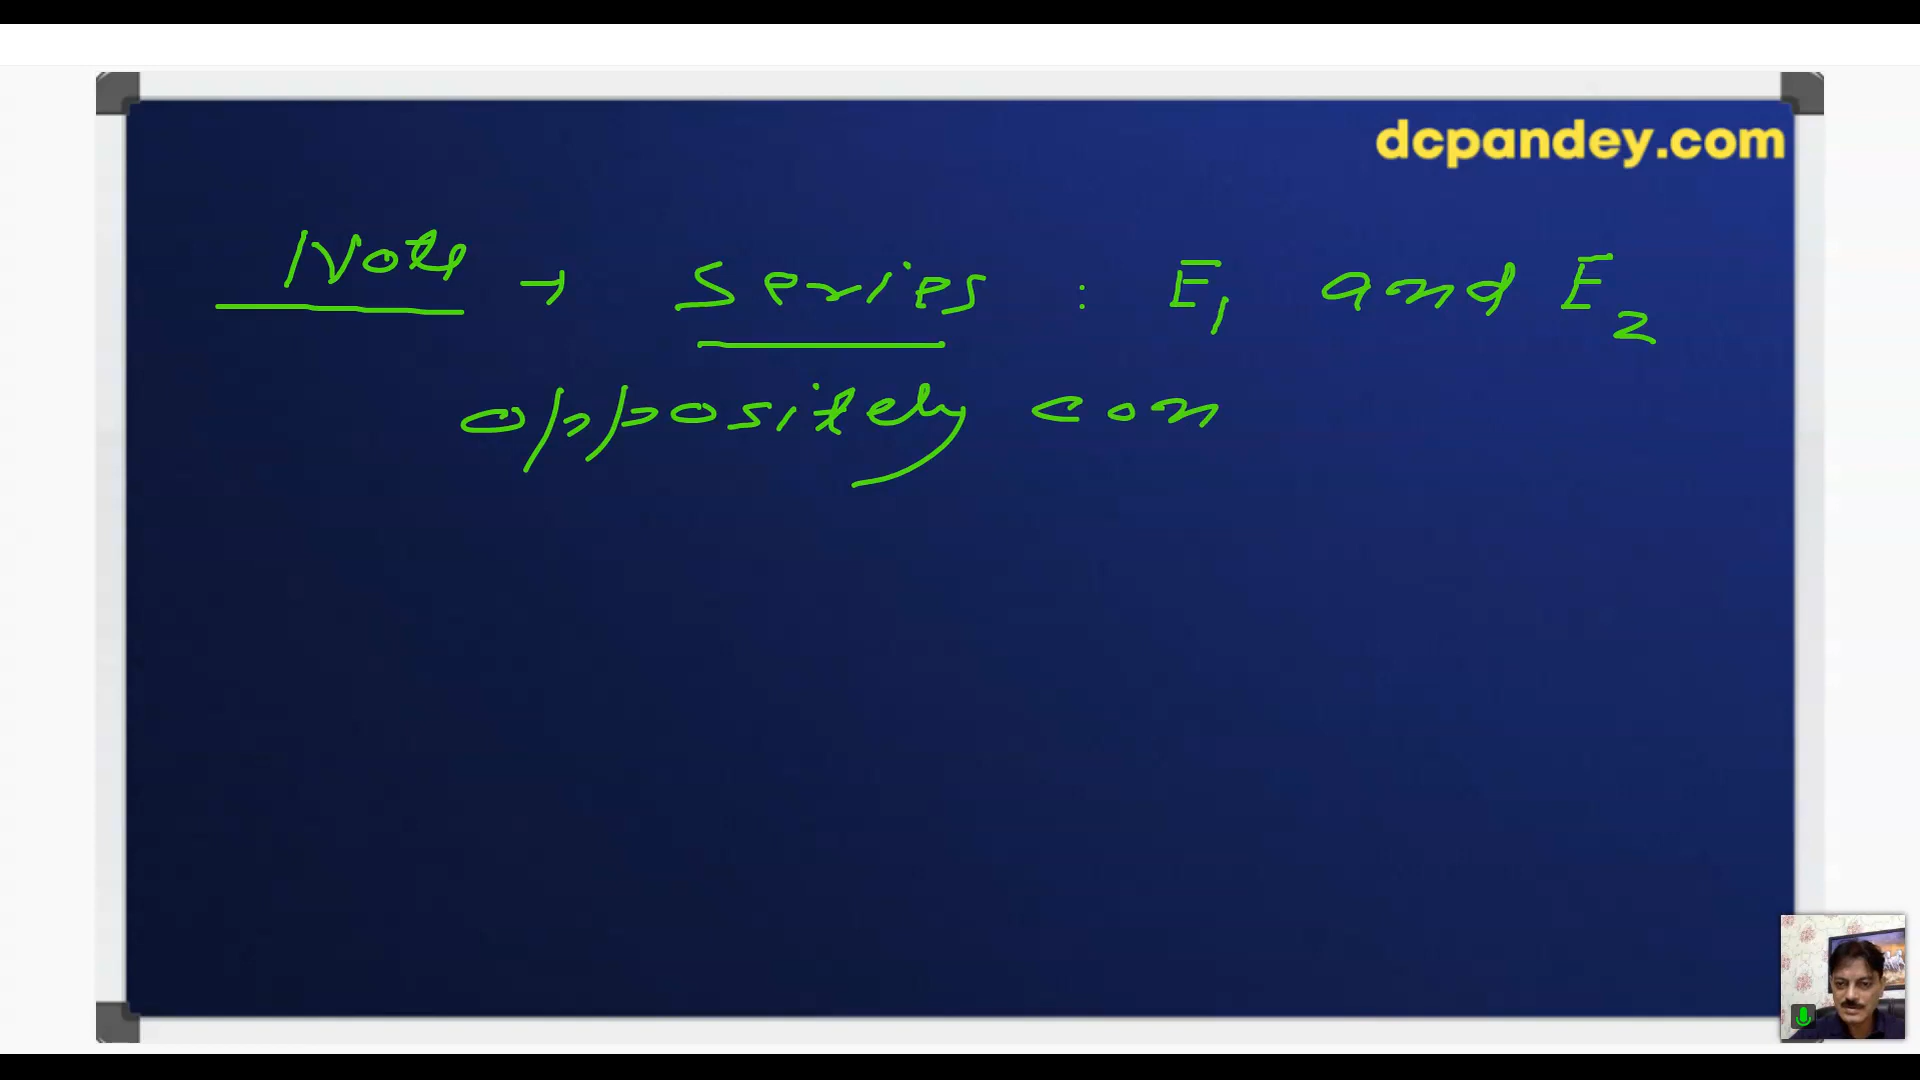 dcpandey.com
Note → Series : E₁ and E₂
oppositely con